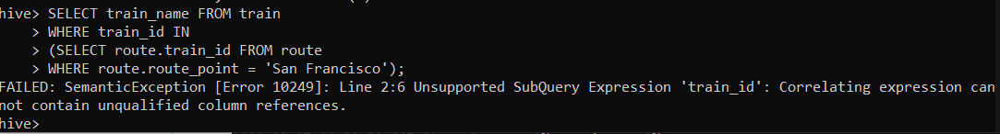 hive> SELECT train_name FROM train
    > WHERE train_id IN
    > (SELECT route.train_id FROM route
    > WHERE route.route_point = 'San Francisco');
FAILED: SemanticException [Error 10249]: Line 2:6 Unsupported SubQuery Expression 'train_id': Correlating expression can
not contain unqualified column references.
hive>